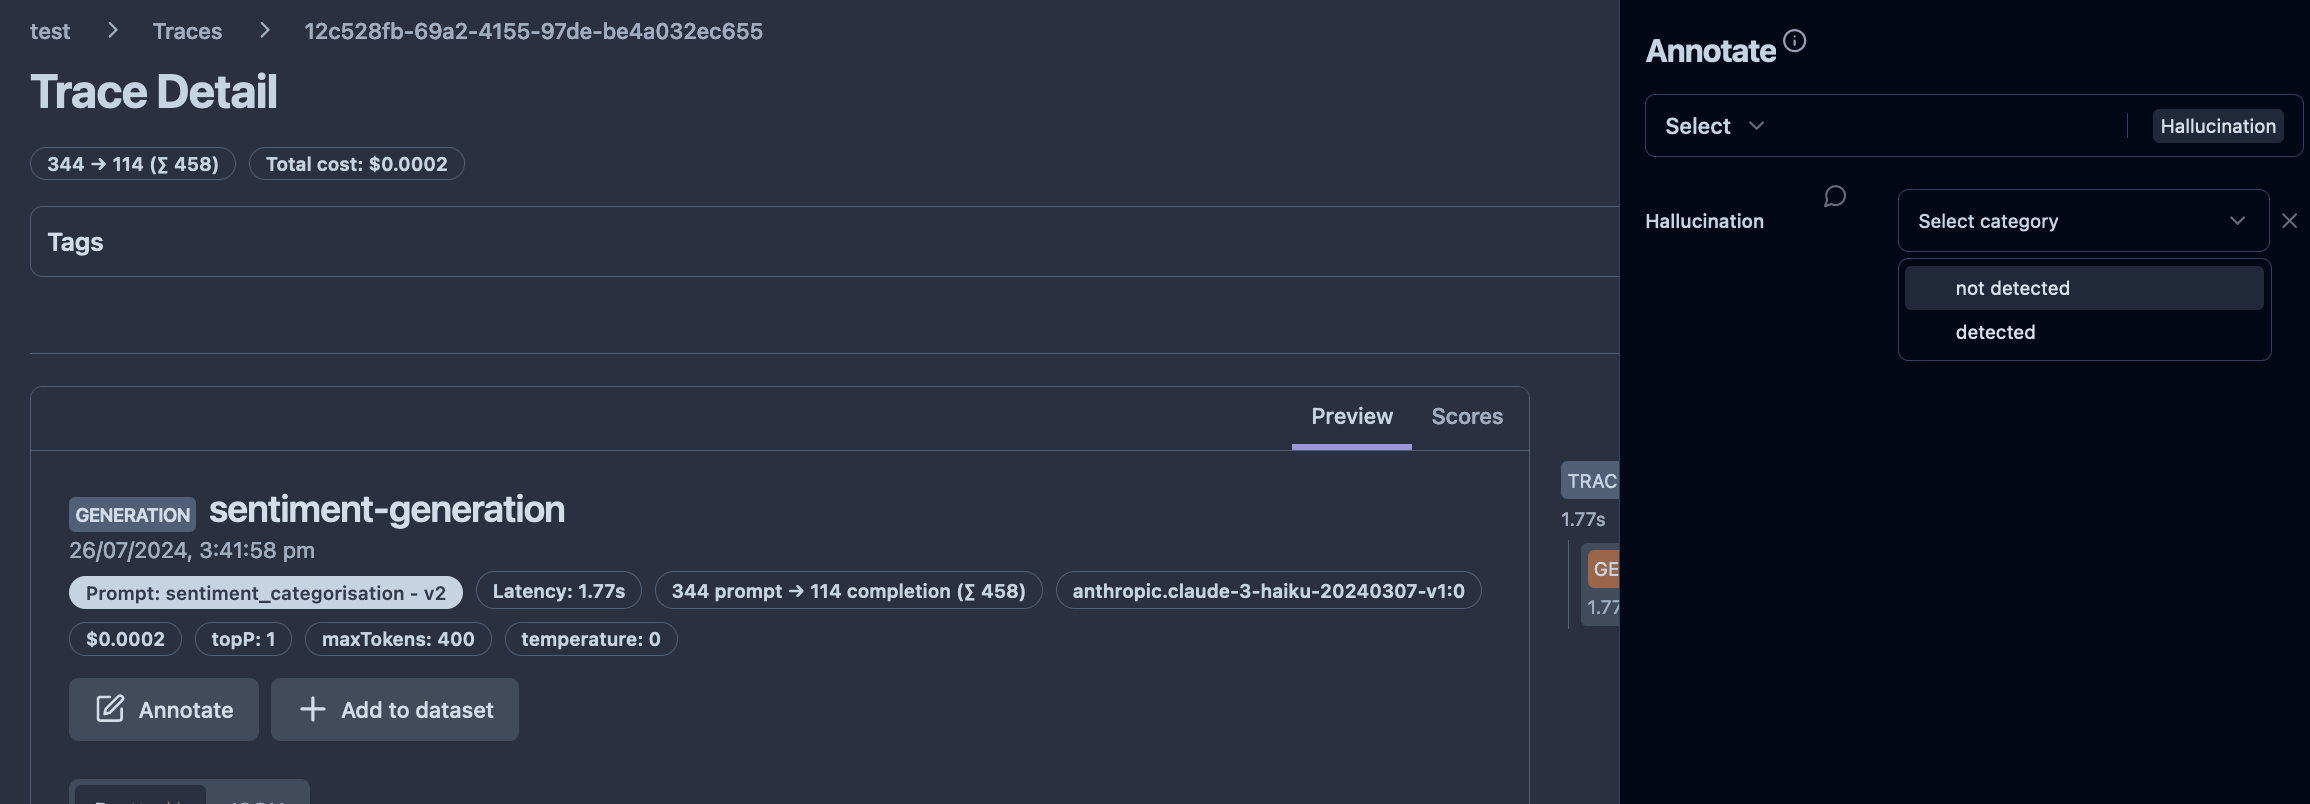 test > Traces > 12c528fb-69a2-4155-97de-be4a032ec655
Trace Detail
344 → 114 (∑ 458) Total cost: $0.0002
Tags
Preview Scores
GENERATION sentiment-generation
26/07/2024, 3:41:58 pm
Prompt: sentiment_categorisation - v2 Latency: 1.77s 344 prompt → 114 completion (∑ 458) anthropic.claude-3-haiku-20240307-v1:0
$0.0002 topP: 1 maxTokens: 400 temperature: 0
Annotate Add to dataset
TRAC
1.77s
GE
1.77
Annotate
Select Hallucination
Hallucination Select category
not detected
detected